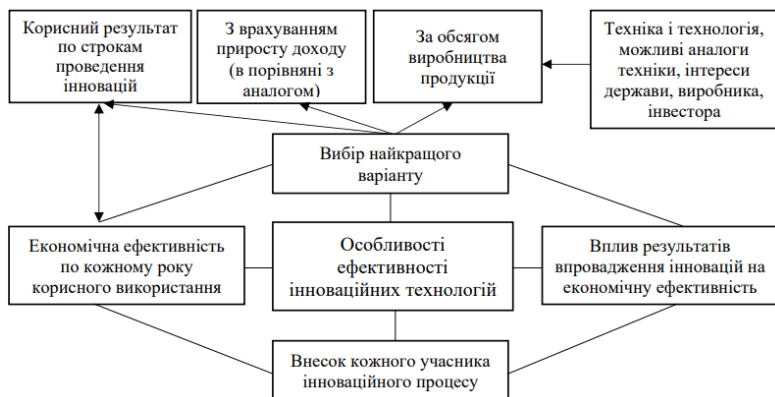 Корисний результат
по строкам
проведення
інновацій
З врахуванням
приросту доходу
(в порівняні з
аналогом)
За обсягом
виробництва
продукції
Техніка і технологія,
можливі аналоги
техніки, інтереси
держави, виробника,
інвестора
Вибір найкращого
варіанту
Економічна ефективність
по кожному року
корисного використання
Особливості
ефективності
інноваційних технологій
Вплив результатів
впровадження інновацій на
економічну ефективність
Внесок кожного учасника
інноваційного процесу